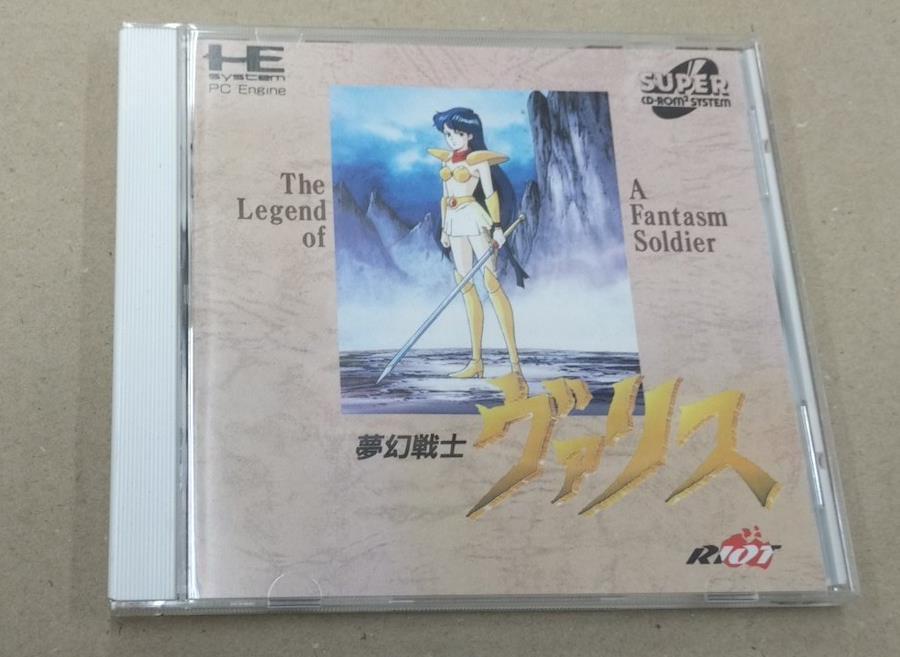 HE
system
PC Engine
SUPER
CD-ROM² SYSTEM
The
Legend
of
A
Fantasm
Soldier
夢幻戦士
ヴァリス
RIOT